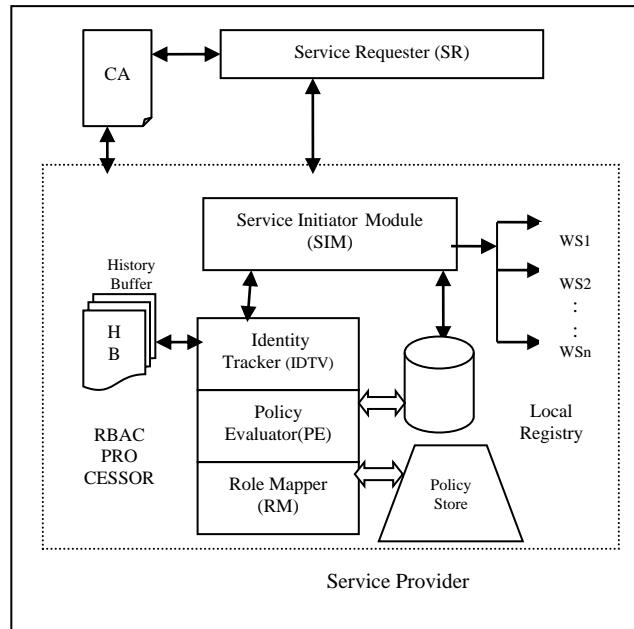 CA
Service Requester (SR)
Service Initiator Module
(SIM)
WS1
WS2
:
:
WSn
History
Buffer
H
B
Identity
Tracker (IDTV)
Policy
Evaluator(PE)
Role Mapper
(RM)
RBAC
PRO
CESSOR
Local
Registry
Policy
Store
Service Provider